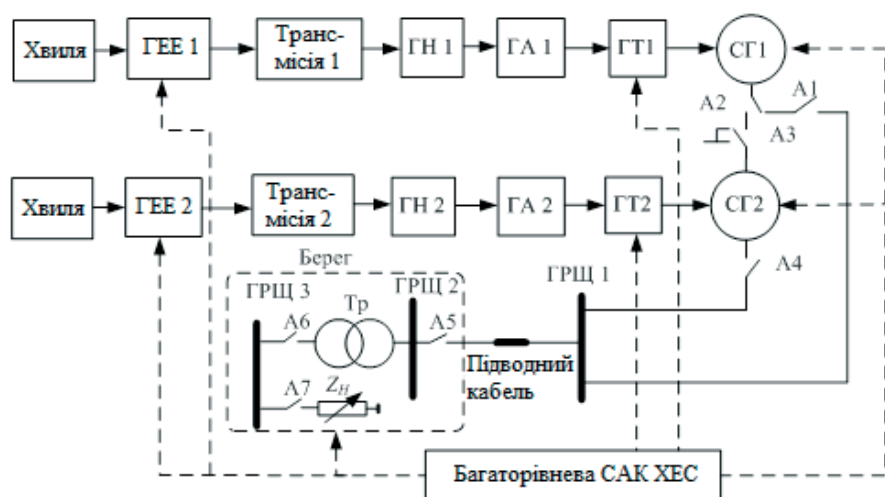 Хвиля
ГЕЕ 1
Транс-
місія 1
ГН 1
ГА 1
ГТ1
СГ1
А2
А1
А3
Хвиля
ГЕЕ 2
Транс-
місія 2
ГН 2
ГА 2
ГТ2
СГ2
А4
Берег
ГРЩ 3
Тр
ГРЩ 2
ГРЩ 1
А6
А5
Підводний
кабель
А7
Zн
Багаторівнева САК ХЕС